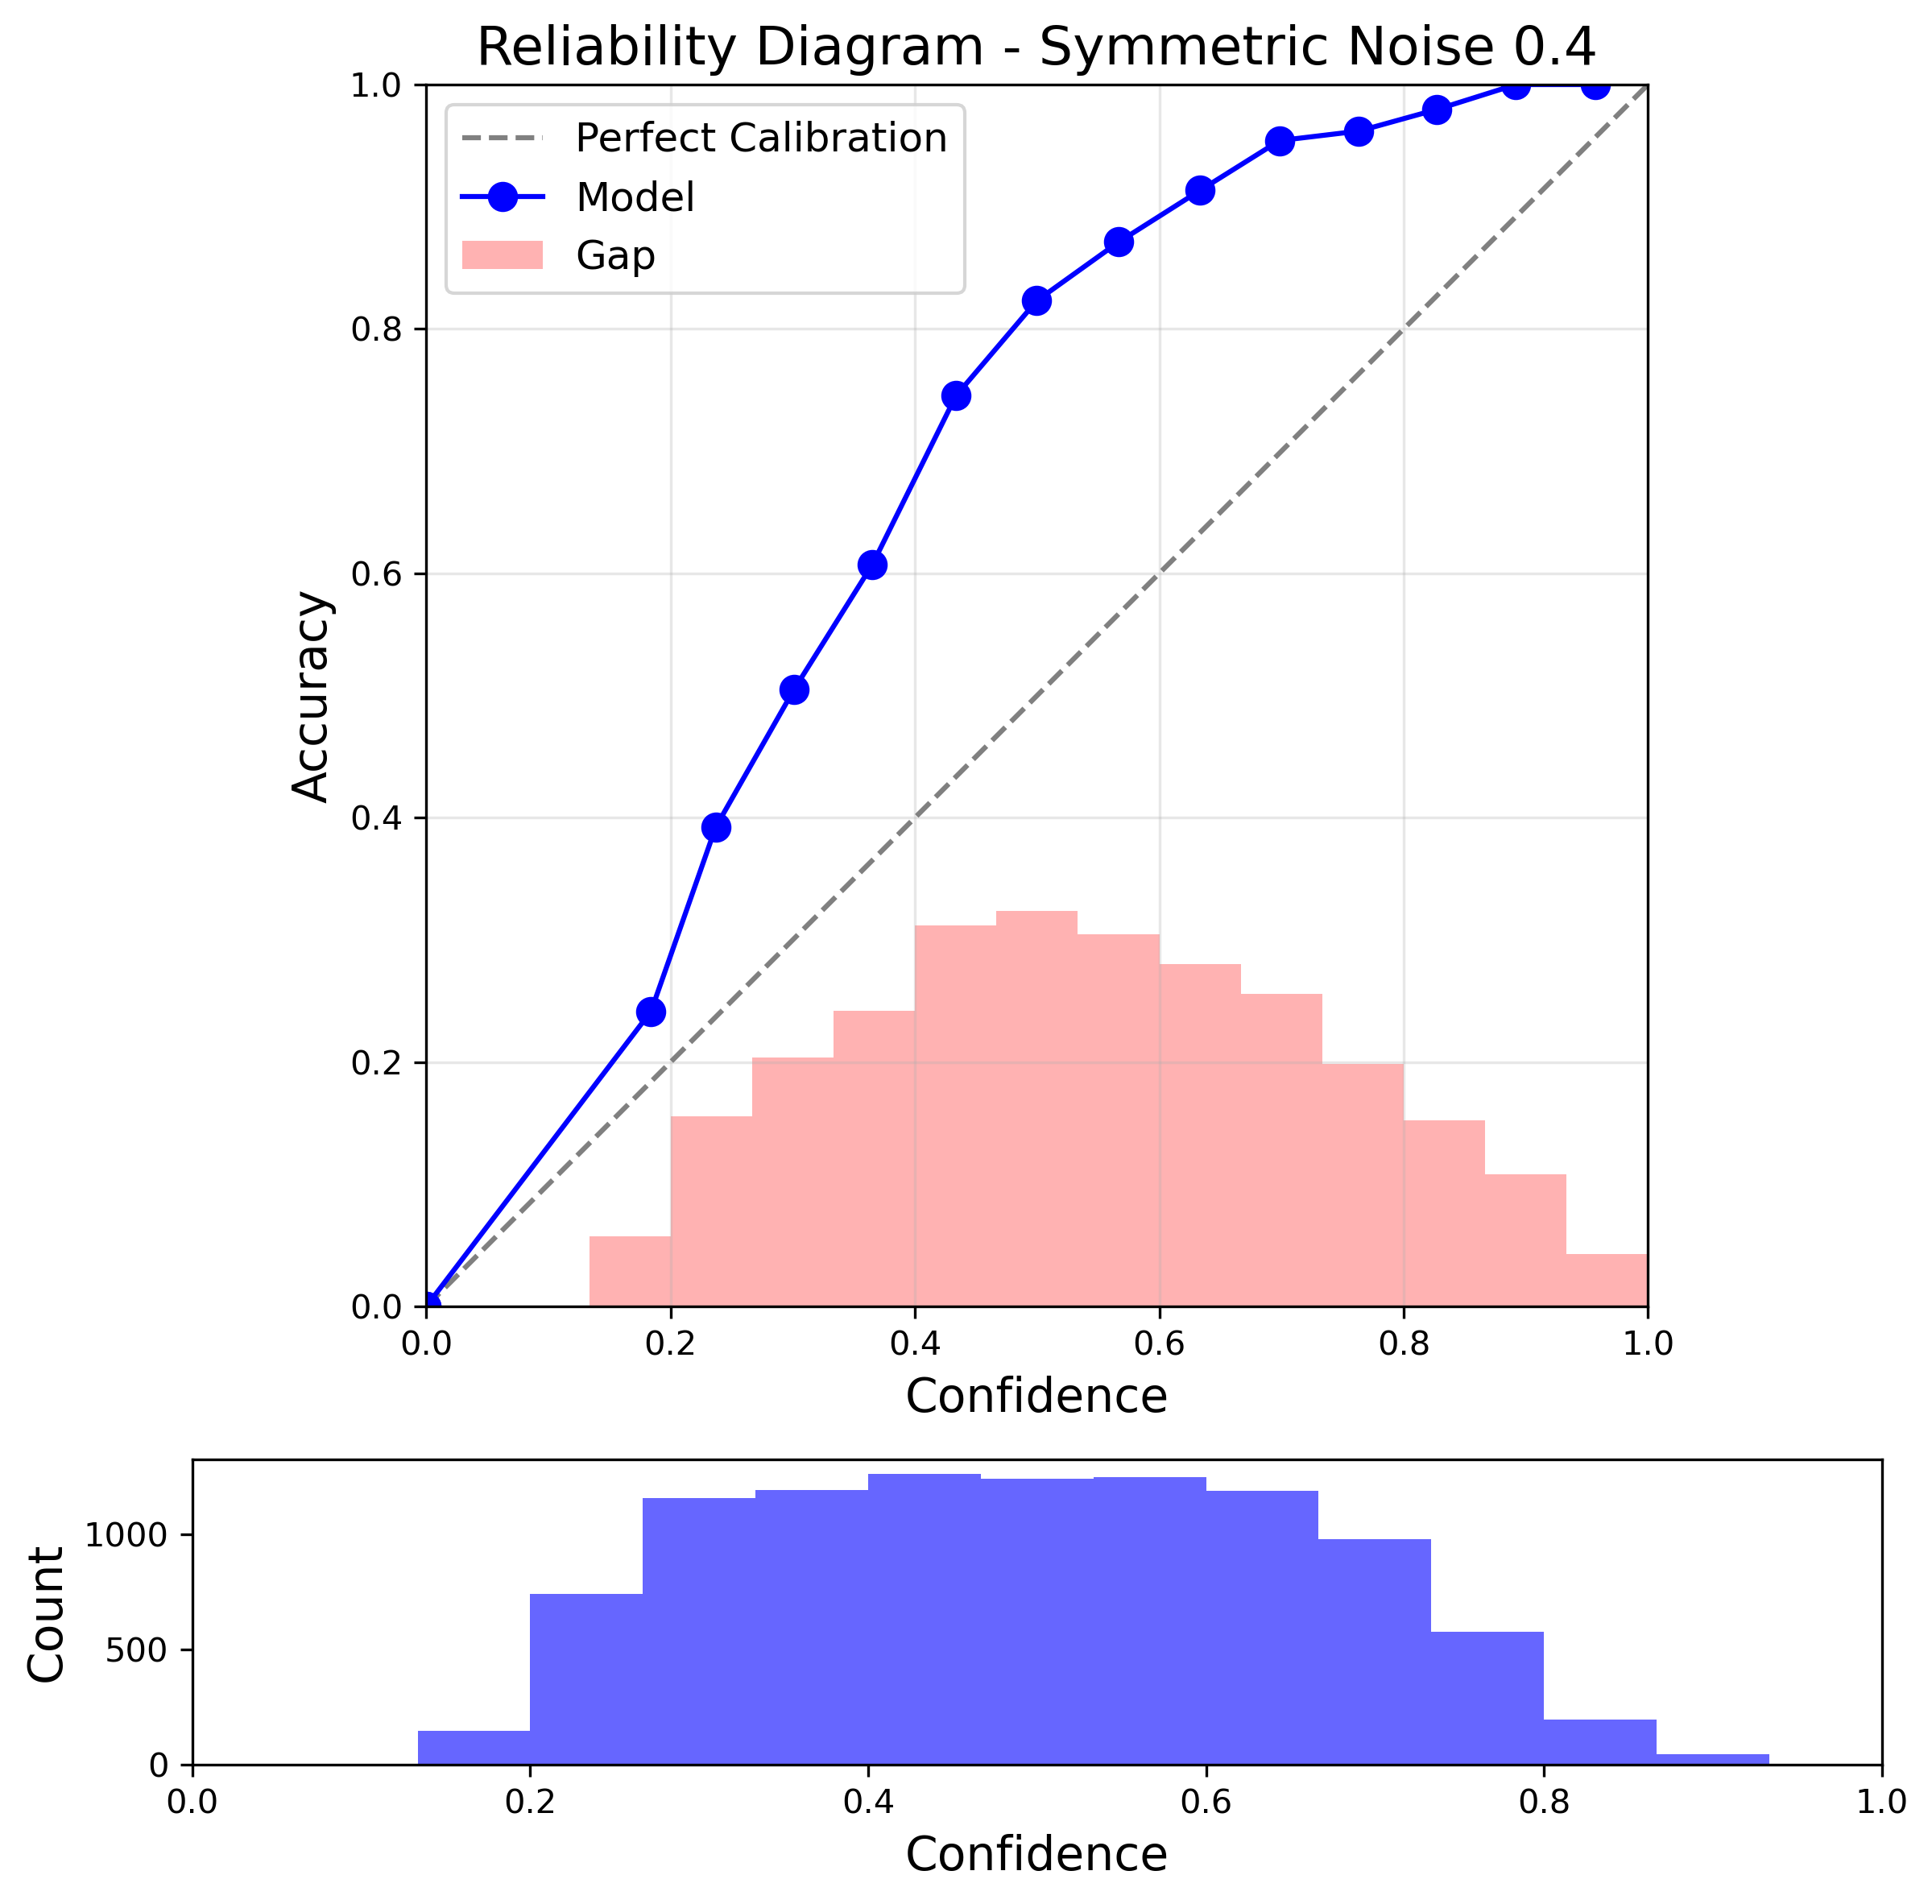 Reliability Diagram - Symmetric Noise 0.4
Perfect Calibration
Model
Gap
1.0
0.8
0.6
0.4
0.2
0.0
Accuracy
0.0 0.2 0.4 0.6 0.8 1.0
Confidence
1000
500
0
Count
0.0 0.2 0.4 0.6 0.8 1.0
Confidence